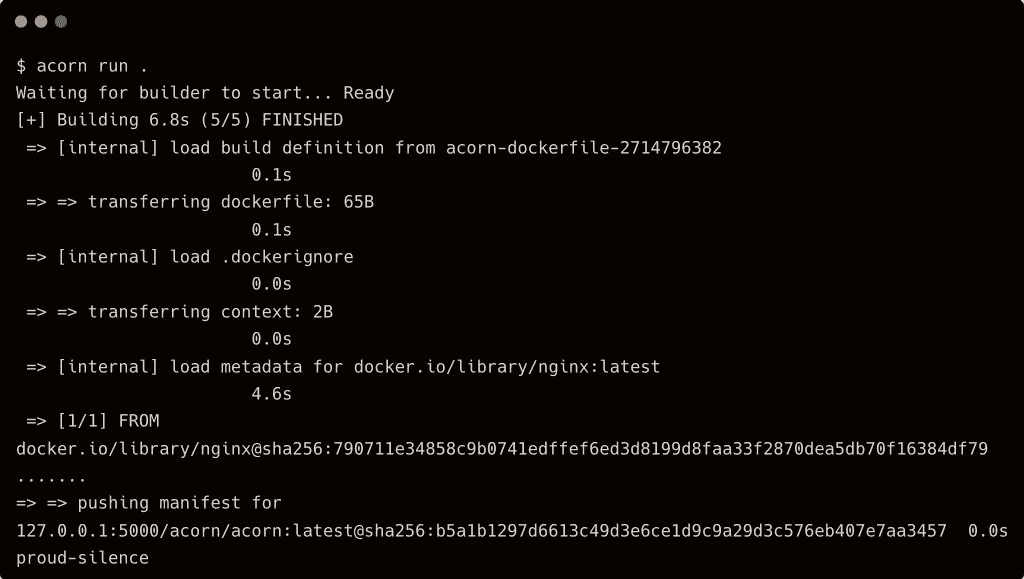 $ acorn run .
Waiting for builder to start... Ready
[+] Building 6.8s (5/5) FINISHED
=> [internal] load build definition from acorn-dockerfile-2714796382
0.1s
=> => transferring dockerfile: 65B
0.1s
=> [internal] load .dockerignore
0.0s
=> => transferring context: 2B
0.0s
=> [internal] load metadata for docker.io/library/nginx:latest
4.6s
=> [1/1] FROM
docker.io/library/nginx@sha256:790711e34858c9b0741edffef6ed3d8199d8faa33f2870dea5db70f16384df79
.......
=> => pushing manifest for
127.0.0.1:5000/acorn/acorn:latest@sha256:b5a1b1297d6613c49d3e6ce1d9c9a29d3c576eb407e7aa3457  0.0s
proud-silence